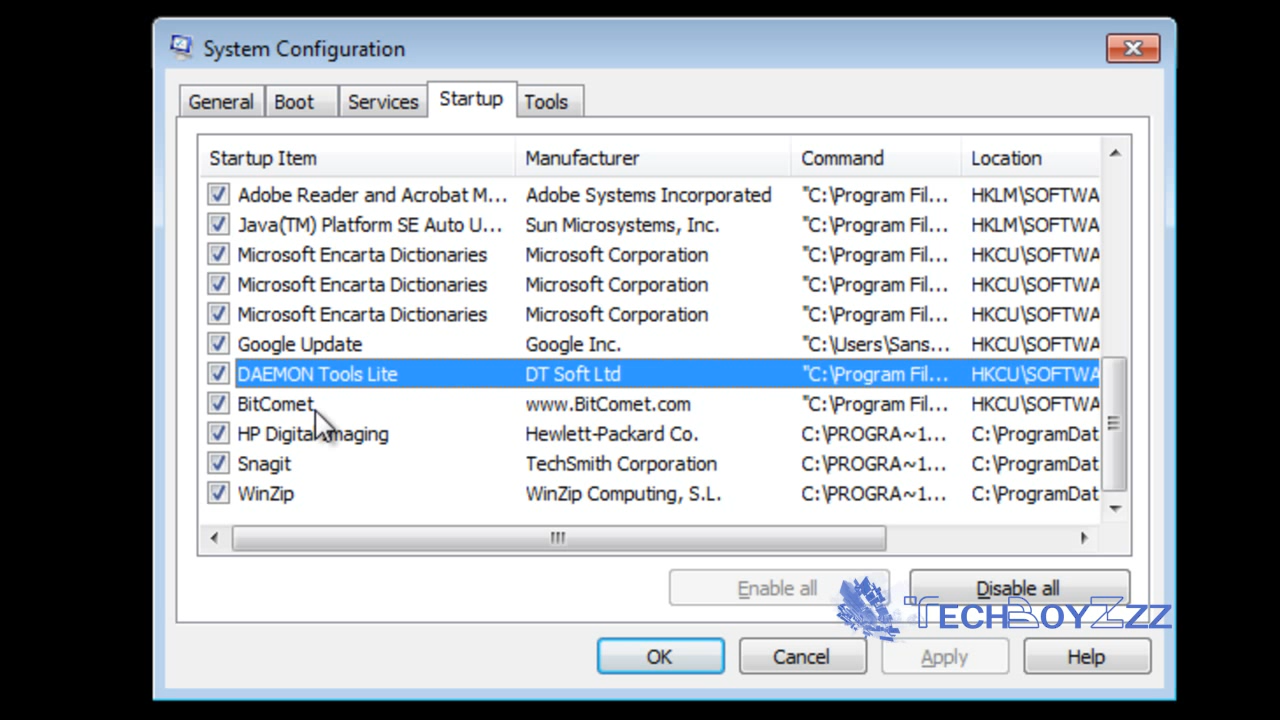 System Configuration
General Boot Services Startup Tools
Startup Item Manufacturer Command Location
Adobe Reader and Acrobat M... Adobe Systems Incorporated "C:\Program Fil... HKLM\SOFTWA
Java(TM) Platform SE Auto U... Sun Microsystems, Inc. "C:\Program Fil... HKLM\SOFTWA
Microsoft Encarta Dictionaries Microsoft Corporation "C:\Program Fil... HKCU\SOFTWA
Microsoft Encarta Dictionaries Microsoft Corporation "C:\Program Fil... HKCU\SOFTWA
Microsoft Encarta Dictionaries Microsoft Corporation "C:\Program Fil... HKCU\SOFTWA
Google Update Google Inc. "C:\Users\Sans... HKCU\SOFTWA
DAEMON Tools Lite DT Soft Ltd "C:\Program Fil... HKCU\SOFTWA
BitComet www.BitComet.com "C:\Program Fil... HKCU\SOFTWA
HP Digital Imaging Hewlett-Packard Co. C:\PROGRA~1... C:\ProgramDat
Snagit TechSmith Corporation C:\PROGRA~1... C:\ProgramDat
WinZip WinZip Computing, S.L. C:\PROGRA~1... C:\ProgramDat
Enable all Disable all
TechBoyZzz
OK Cancel Apply Help